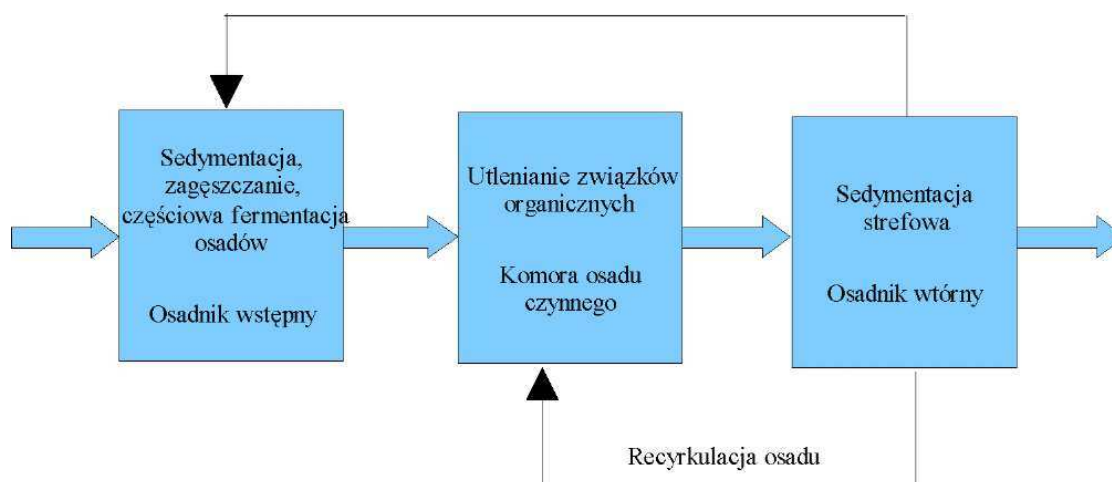 Sedymentacja,
zagęszczanie,
częściowa fermentacja
osadów
Osadnik wstępny
Utlenianie związków
organicznych
Komora osadu
czynnego
Sedymentacja
strefowa
Osadnik wtórny
Recyrkulacja osadu